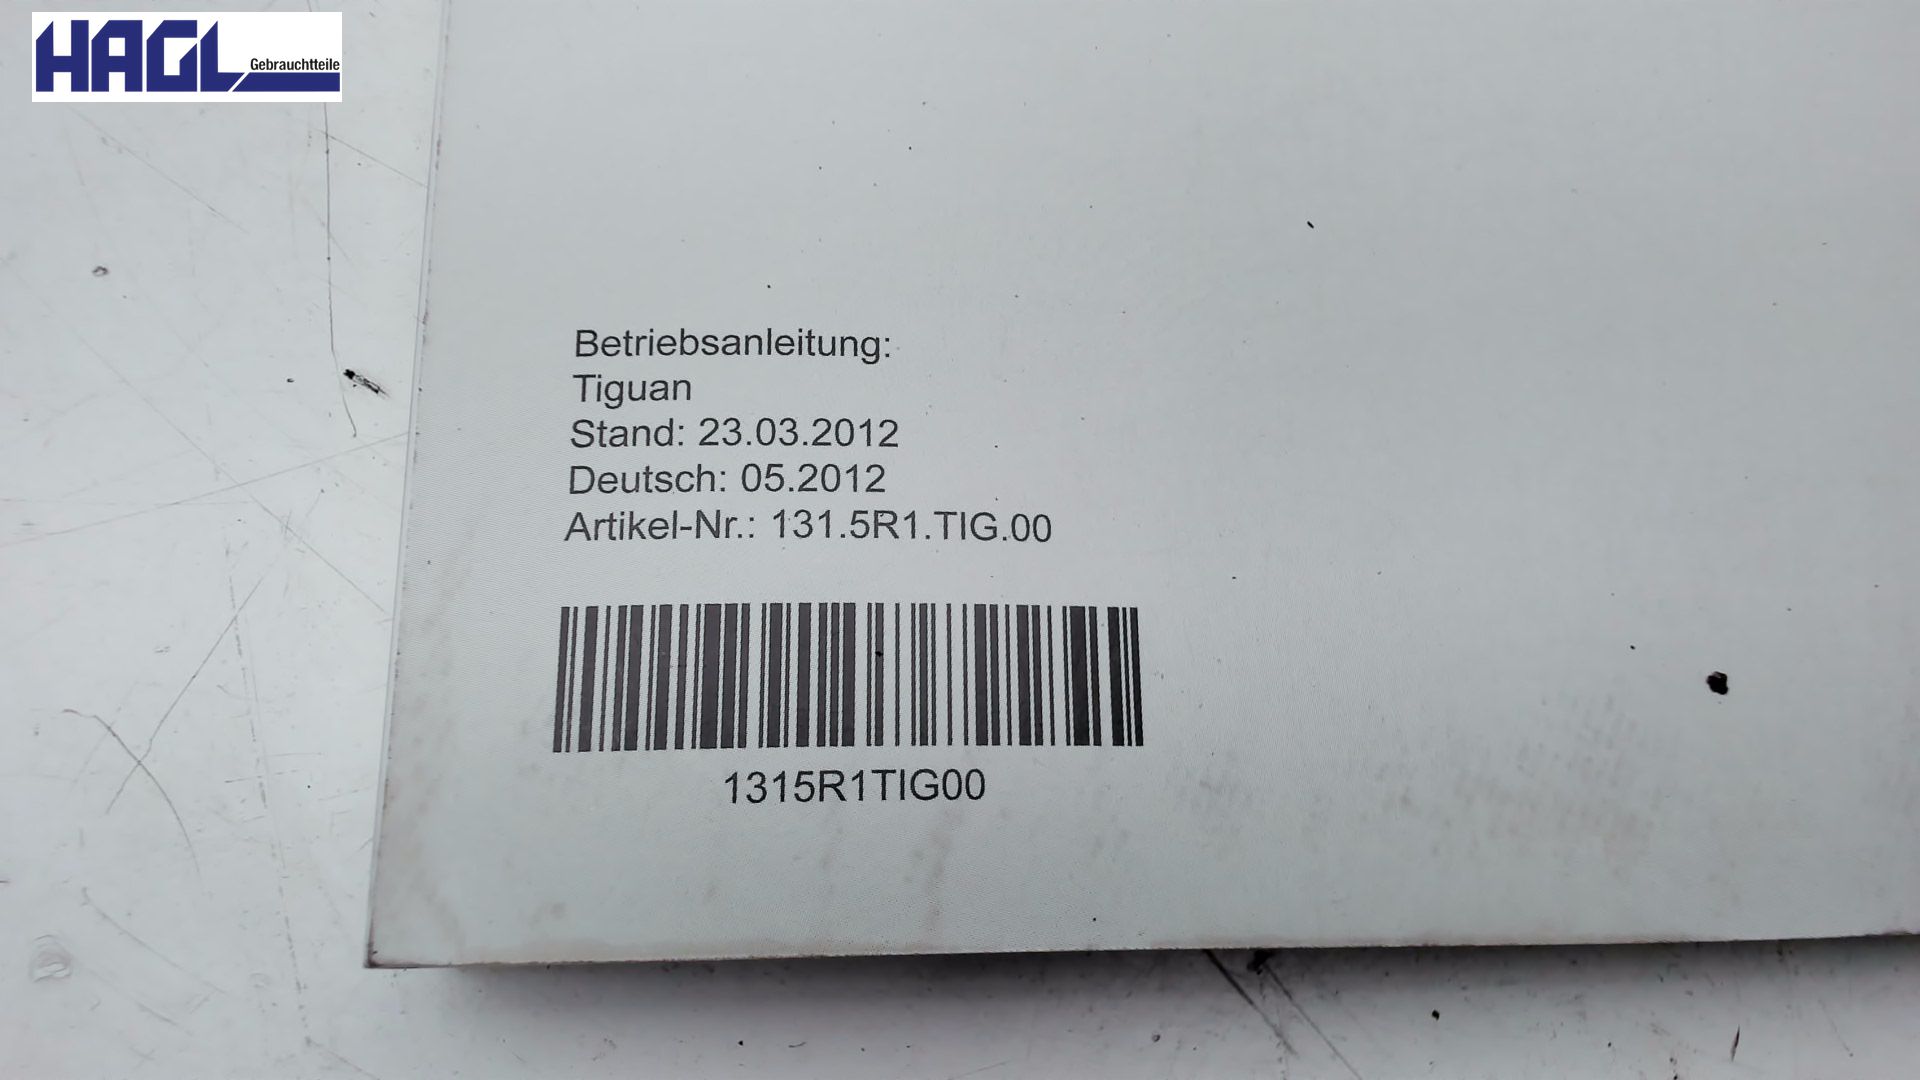 HAGL
Gebrauchtteile
Betriebsanleitung:
Tiguan
Stand: 23.03.2012
Deutsch: 05.2012
Artikel-Nr.: 131.5R1.TIG.00
1315R1TIG00